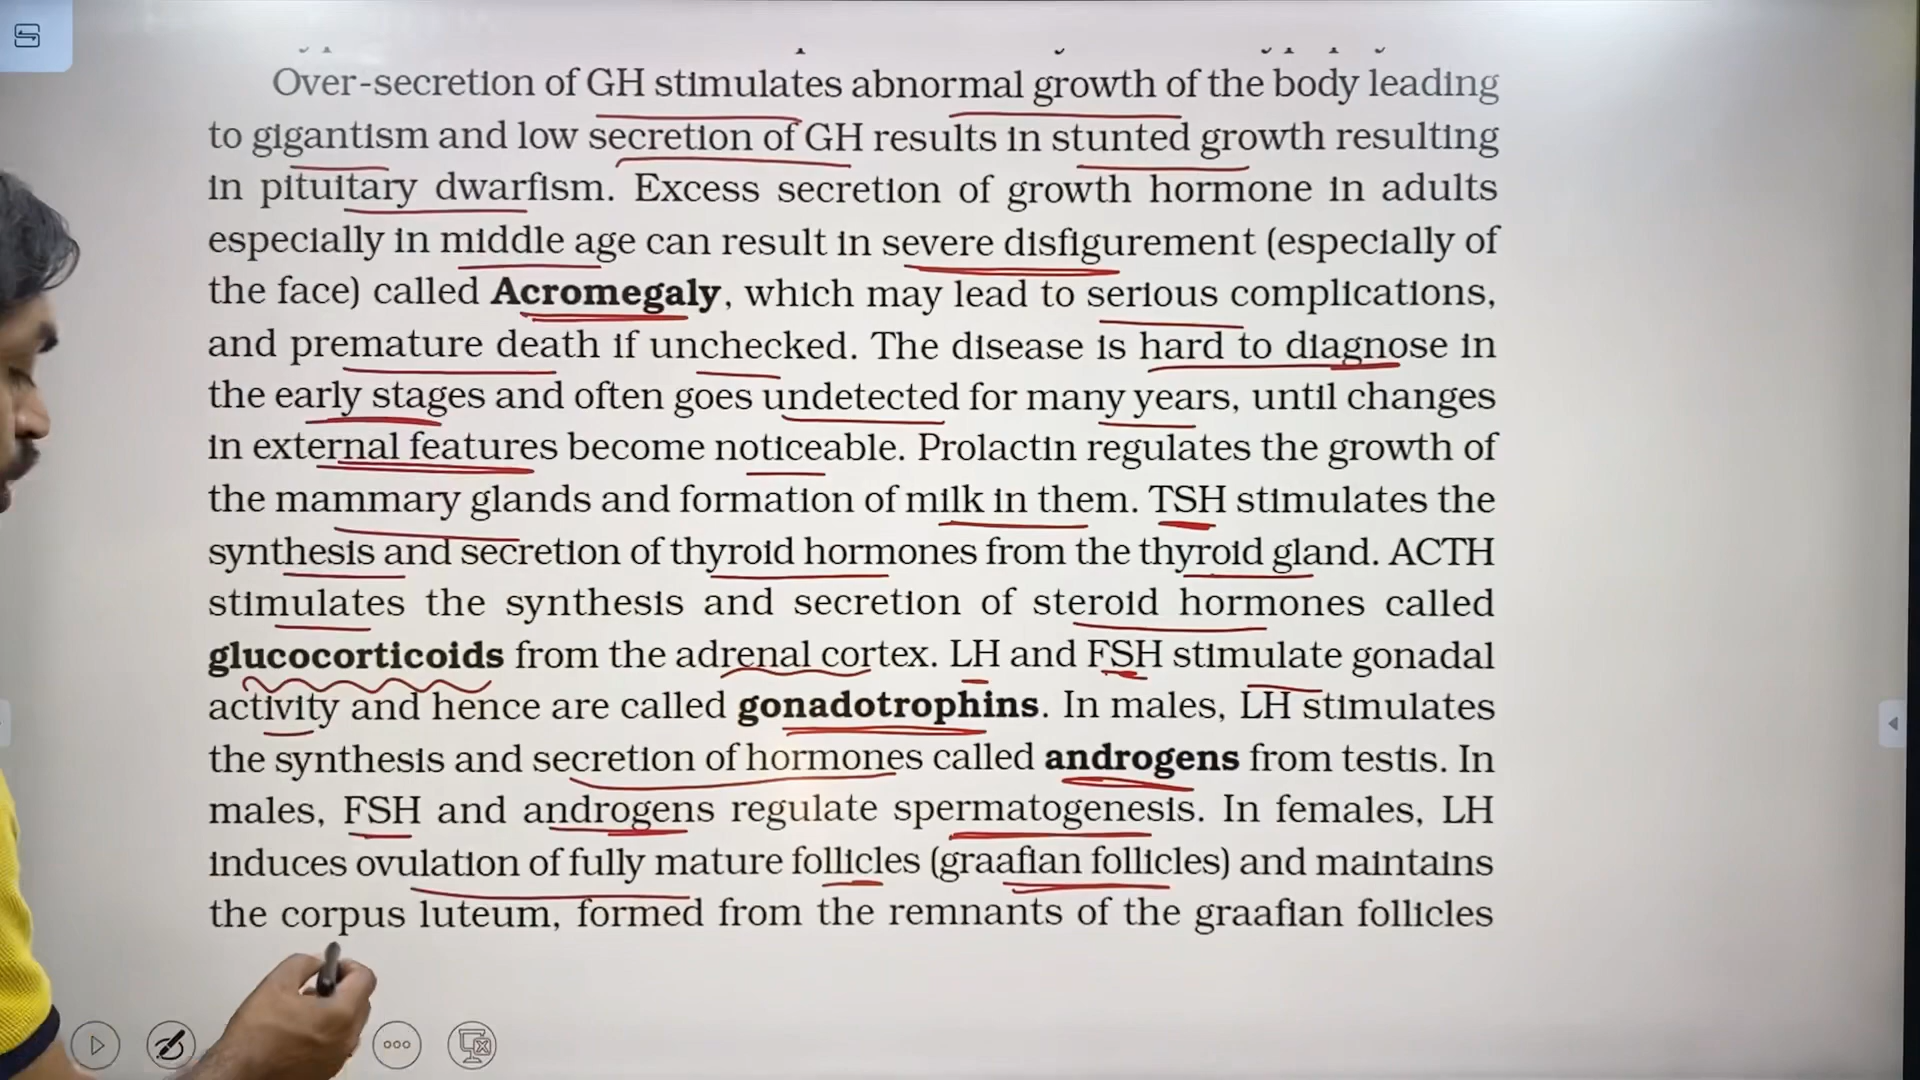 Over-secretion of GH stimulates abnormal growth of the body leading
to gigantism and low secretion of GH results in stunted growth resulting
in pituitary dwarfism. Excess secretion of growth hormone in adults
especially in middle age can result in severe disfigurement (especially of
the face) called Acromegaly, which may lead to serious complications,
and premature death if unchecked. The disease is hard to diagnose in
the early stages and often goes undetected for many years, until changes
in external features become noticeable. Prolactin regulates the growth of
the mammary glands and formation of milk in them. TSH stimulates the
synthesis and secretion of thyroid hormones from the thyroid gland. ACTH
stimulates the synthesis and secretion of steroid hormones called
glucocorticoids from the adrenal cortex. LH and FSH stimulate gonadal
activity and hence are called gonadotrophins. In males, LH stimulates
the synthesis and secretion of hormones called androgens from testis. In
males, FSH and androgens regulate spermatogenesis. In females, LH
induces ovulation of fully mature follicles (graafian follicles) and maintains
the corpus luteum, formed from the remnants of the graafian follicles